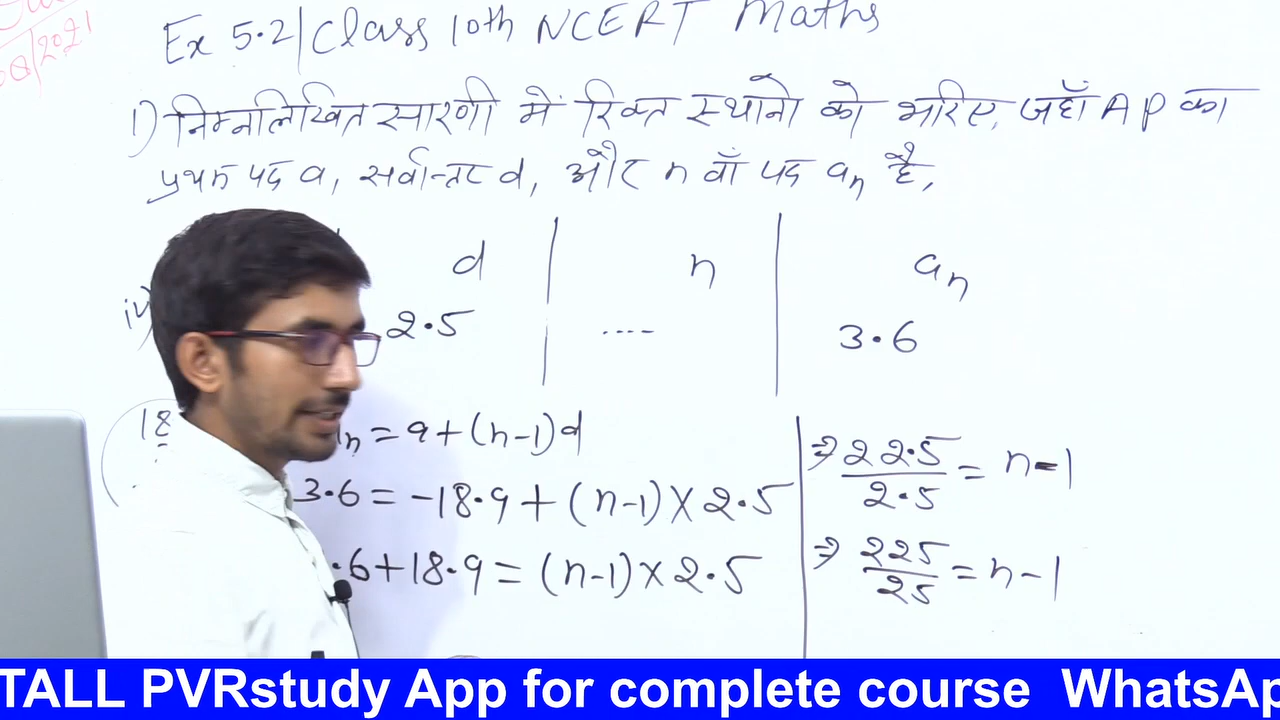 Ex 5.2 | Class 10th NCERT Maths
1) निम्नलिखित सारणी में रिक्त स्थानो को भरिए, जहाँ AP का
प्रथम पद a, सर्वान्तर d, और n वाँ पद an है,
d | n | an
iv) 2.5 | .... | 3.6
18
n = a + (n-1)d
3.6 = -18.9 + (n-1) × 2.5
.6 + 18.9 = (n-1) × 2.5
⇒ 22.5/2.5 = n-1
⇒ 225/25 = n-1
TALL PVRstudy App for complete course WhatsAp